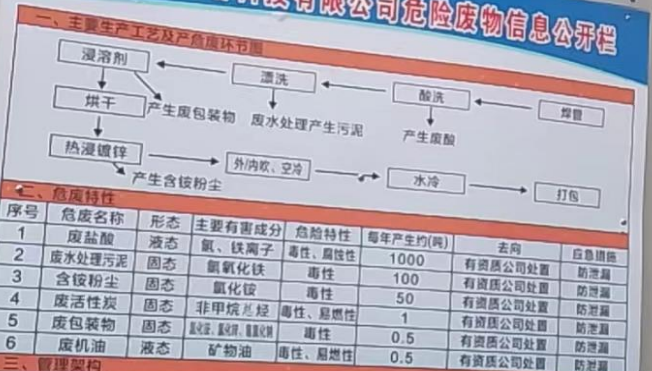 有限公司危险废物信息公开栏
一、主要生产工艺及产危废环节图
浸溶剂 漂洗 酸洗 焊管
烘干 产生废包装物 废水处理产生污泥 产生废酸
热浸镀锌 外/内吹、空冷 水冷 打包
产生含铵粉尘
二、危废特性
序号 危废名称 形态 主要有害成分 危险特性 每年产生约(吨) 去向 应急措施
1 废盐酸 液态 氯、铁离子 毒性、腐蚀性 1000 有资质公司处置 防泄漏
2 废水处理污泥 固态 氢氧化铁 毒性 100 有资质公司处置 防泄漏
3 含铵粉尘 固态 氯化铵 毒性 50 有资质公司处置 防泄漏
4 废活性炭 固态 非甲烷总烃 毒性、易燃性 1 有资质公司处置 防泄漏
5 废包装物 固态 毒性 0.5 有资质公司处置 防泄漏
6 废机油 液态 矿物油 毒性、易燃性 0.5 有资质公司处置 防泄漏
三、管理架构